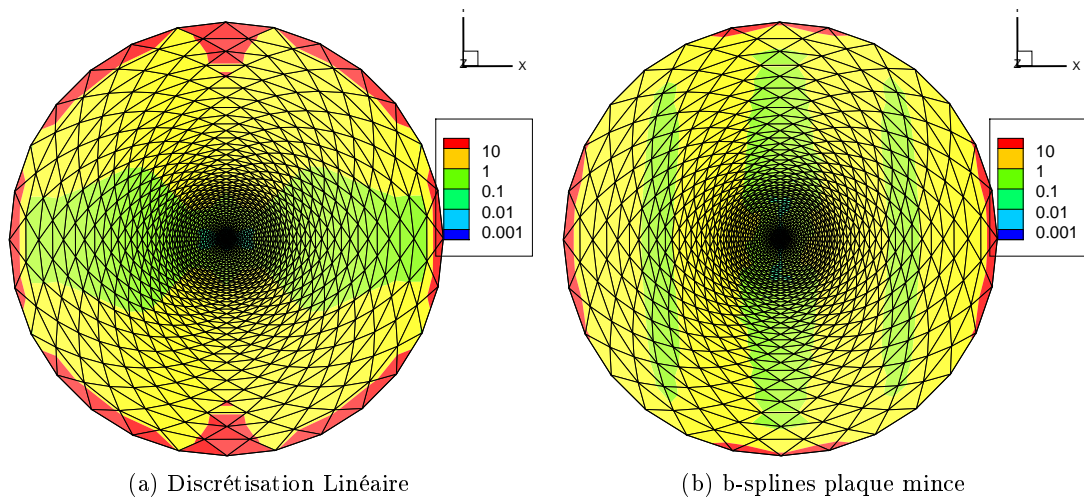 Z X
Z X
10
1
0.1
0.01
0.001
10
1
0.1
0.01
0.001
(a) Discrétisation Linéaire
(b) b-splines plaque mince